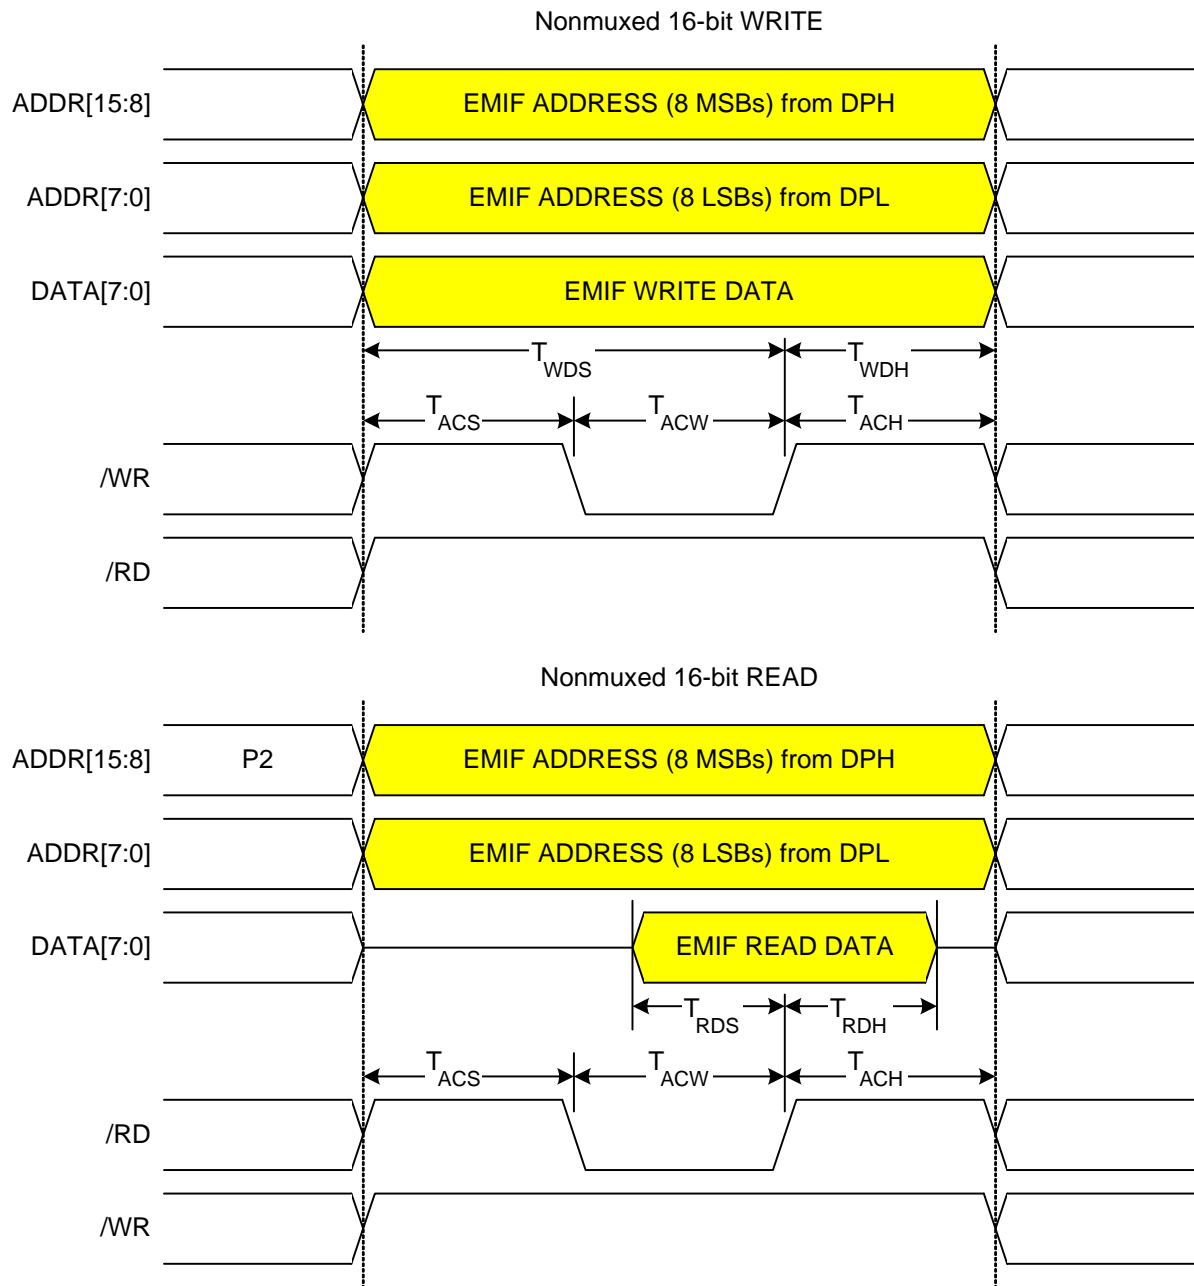 Nonmuxed 16-bit WRITE
ADDR[15:8] EMIF ADDRESS (8 MSBs) from DPH
ADDR[7:0] EMIF ADDRESS (8 LSBs) from DPL
DATA[7:0] EMIF WRITE DATA
TWDS TWDH
TACS TACW TACH
/WR
/RD
Nonmuxed 16-bit READ
ADDR[15:8] P2 EMIF ADDRESS (8 MSBs) from DPH
ADDR[7:0] EMIF ADDRESS (8 LSBs) from DPL
DATA[7:0] EMIF READ DATA
TRDS TRDH
TACS TACW TACH
/RD
/WR